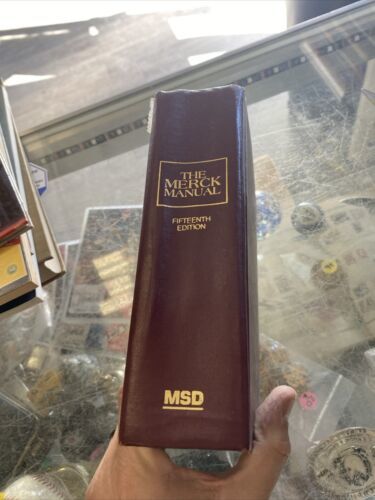 THE
MERCK
MANUAL
FIFTEENTH
EDITION
MSD